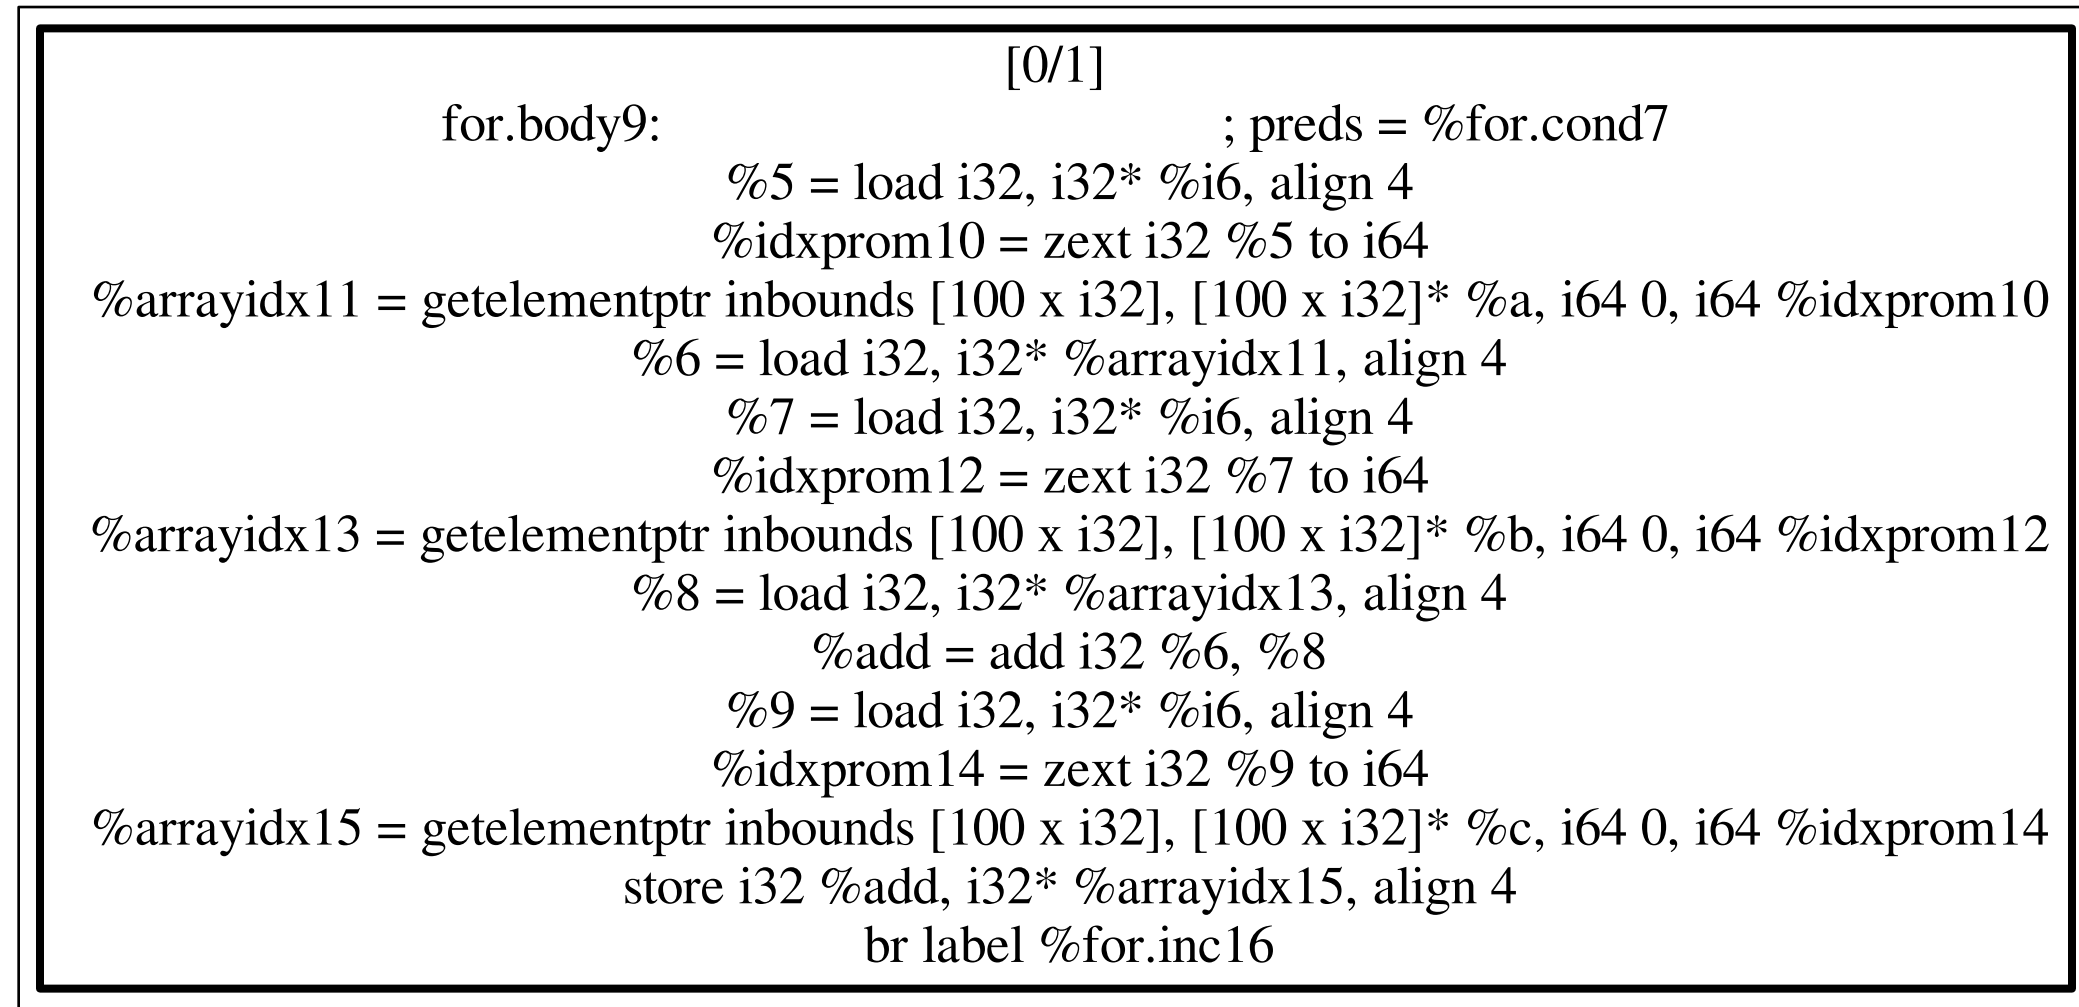 [0/1]
for.body9: ; preds = %for.cond7
%5 = load i32, i32* %i6, align 4
%idxprom10 = zext i32 %5 to i64
%arrayidx11 = getelementptr inbounds [100 x i32], [100 x i32]* %a, i64 0, i64 %idxprom10
%6 = load i32, i32* %arrayidx11, align 4
%7 = load i32, i32* %i6, align 4
%idxprom12 = zext i32 %7 to i64
%arrayidx13 = getelementptr inbounds [100 x i32], [100 x i32]* %b, i64 0, i64 %idxprom12
%8 = load i32, i32* %arrayidx13, align 4
%add = add i32 %6, %8
%9 = load i32, i32* %i6, align 4
%idxprom14 = zext i32 %9 to i64
%arrayidx15 = getelementptr inbounds [100 x i32], [100 x i32]* %c, i64 0, i64 %idxprom14
store i32 %add, i32* %arrayidx15, align 4
br label %for.inc16